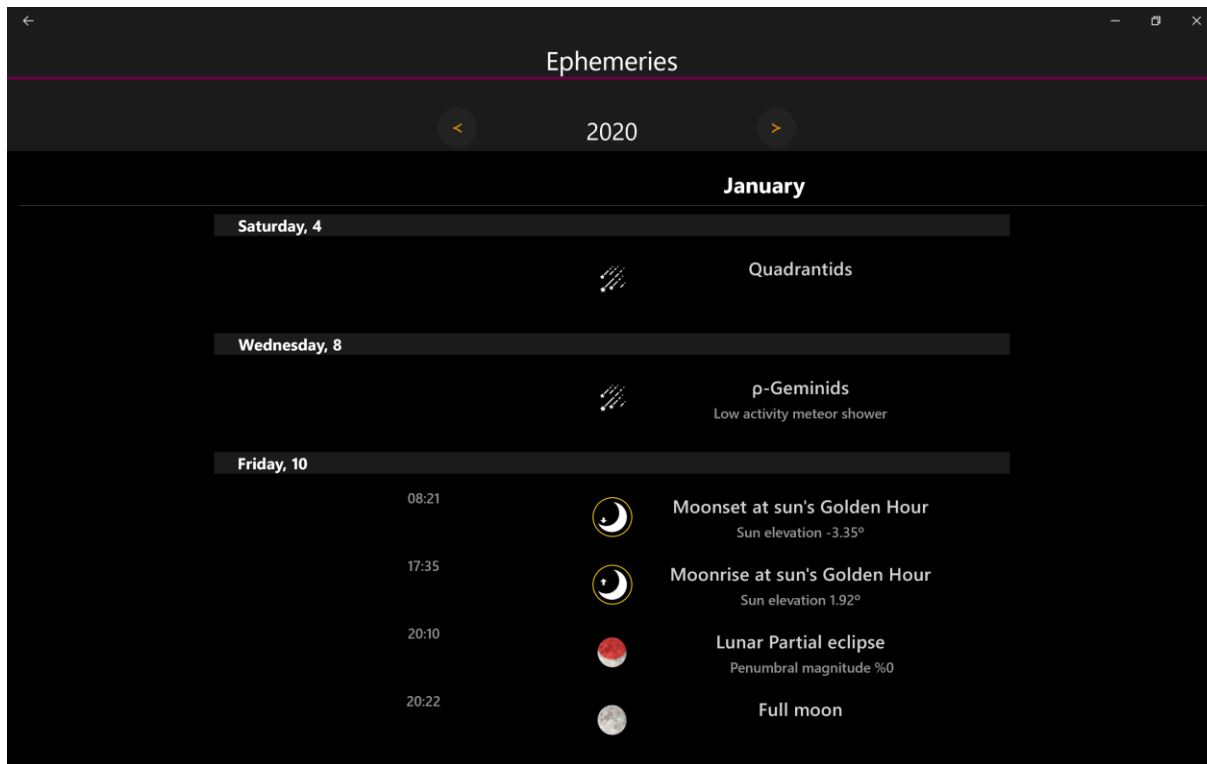 Ephemeries
< 2020 >
January
Saturday, 4
Quadrantids
Wednesday, 8
ρ-Geminids
Low activity meteor shower
Friday, 10
08:21 Moonset at sun's Golden Hour
Sun elevation -3.35º
17:35 Moonrise at sun's Golden Hour
Sun elevation 1.92º
20:10 Lunar Partial eclipse
Penumbral magnitude %0
20:22 Full moon